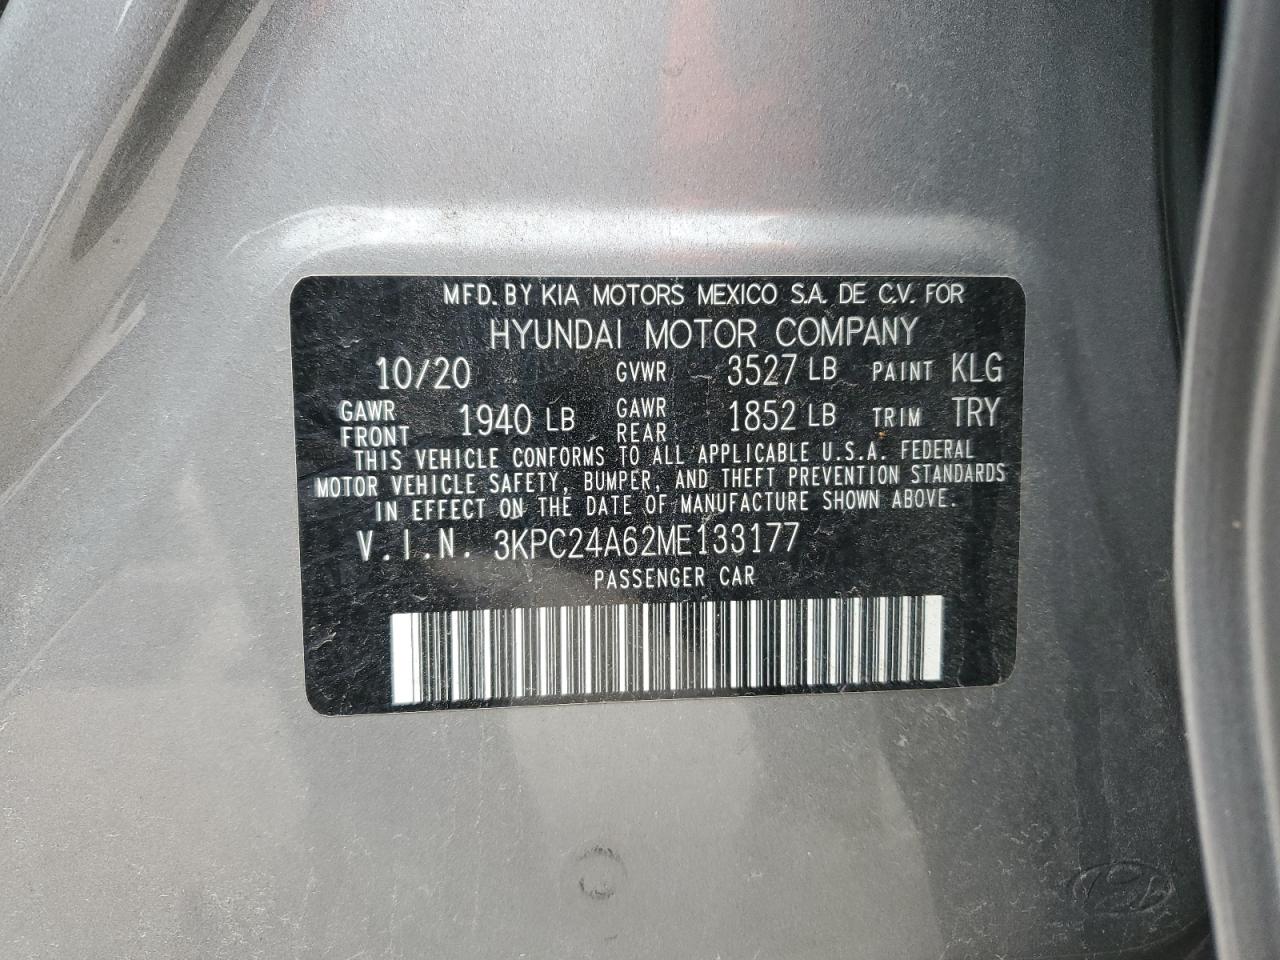 MFD. BY KIA MOTORS MEXICO S.A. DE C.V. FOR
HYUNDAI MOTOR COMPANY
10/20 GVWR 3527 LB PAINT KLG
GAWR FRONT 1940 LB GAWR REAR 1852 LB TRIM TRY
THIS VEHICLE CONFORMS TO ALL APPLICABLE U.S.A. FEDERAL
MOTOR VEHICLE SAFETY, BUMPER, AND THEFT PREVENTION STANDARDS
IN EFFECT ON THE DATE OF MANUFACTURE SHOWN ABOVE.
V.I.N. 3KPC24A62ME133177
PASSENGER CAR